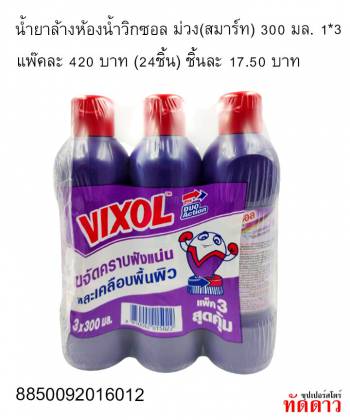 น้ำยาล้างห้องน้ำวิกซอล ม่วง(สมาร์ท) 300 มล. 1*3
แพ๊คละ 420 บาท (24ชิ้น) ชิ้นละ 17.50 บาท
DUO
Action
VIXOL
ขจัดคราบฝังแน่น
และเคลือบพื้นผิว
3x300 มล.
แพ็ค 3
สุดคุ้ม
8850092016012
ซุปเปอร์สโตร์
ทัดดาว